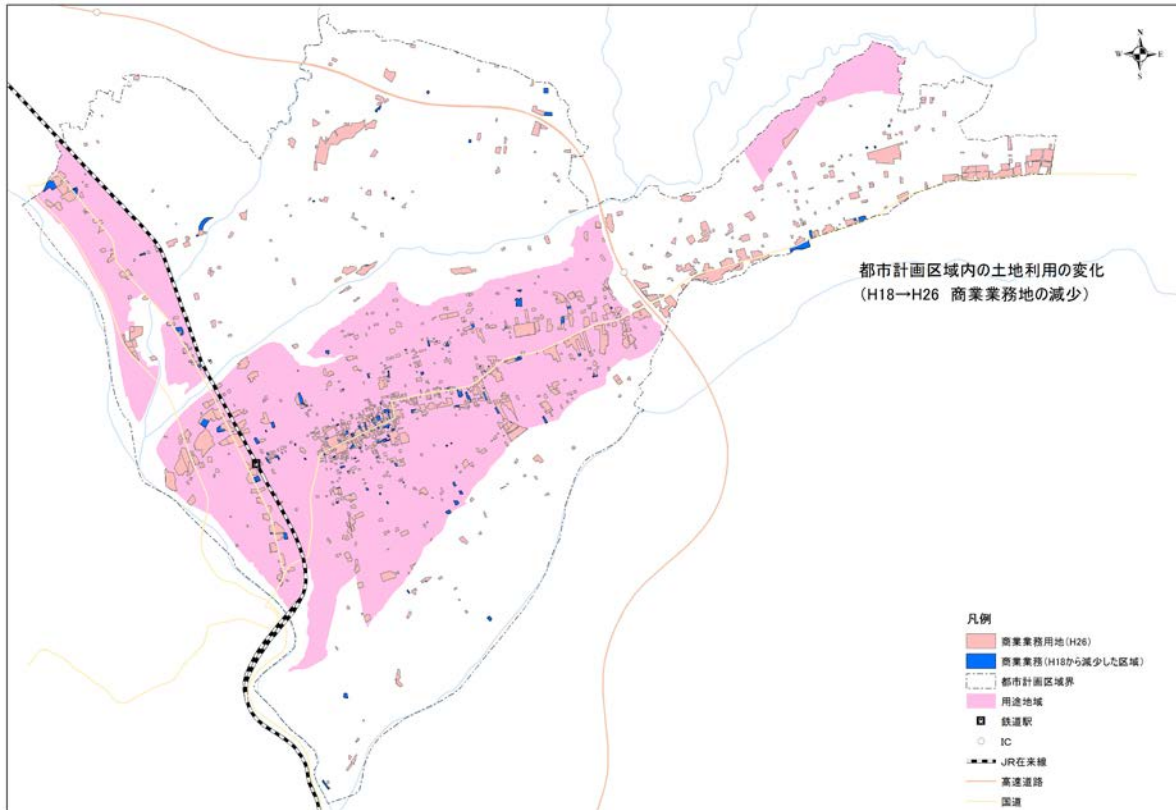 N
W
E
S
都市計画区域内の土地利用の変化
(H18→H26 商業業務地の減少)
凡例
商業業務用地(H26)
商業業務(H18から減少した区域)
都市計画区域界
用途地域
鉄道駅
IC
JR在来線
高速道路
国道